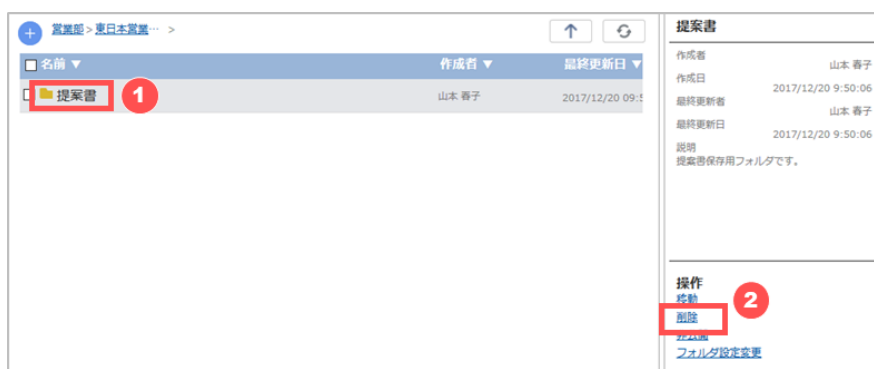 営業部 > 東日本営業… >
名前 ▼ 作成者 ▼ 最終更新日 ▼
提案書 1 山本 春子 2017/12/20 09:5
提案書
作成者
山本 春子
作成日
2017/12/20 9:50:06
最終更新者
山本 春子
最終更新日
2017/12/20 9:50:06
説明
提案書保存用フォルダです。
操作
移動
2
削除
非公開
フォルダ設定変更